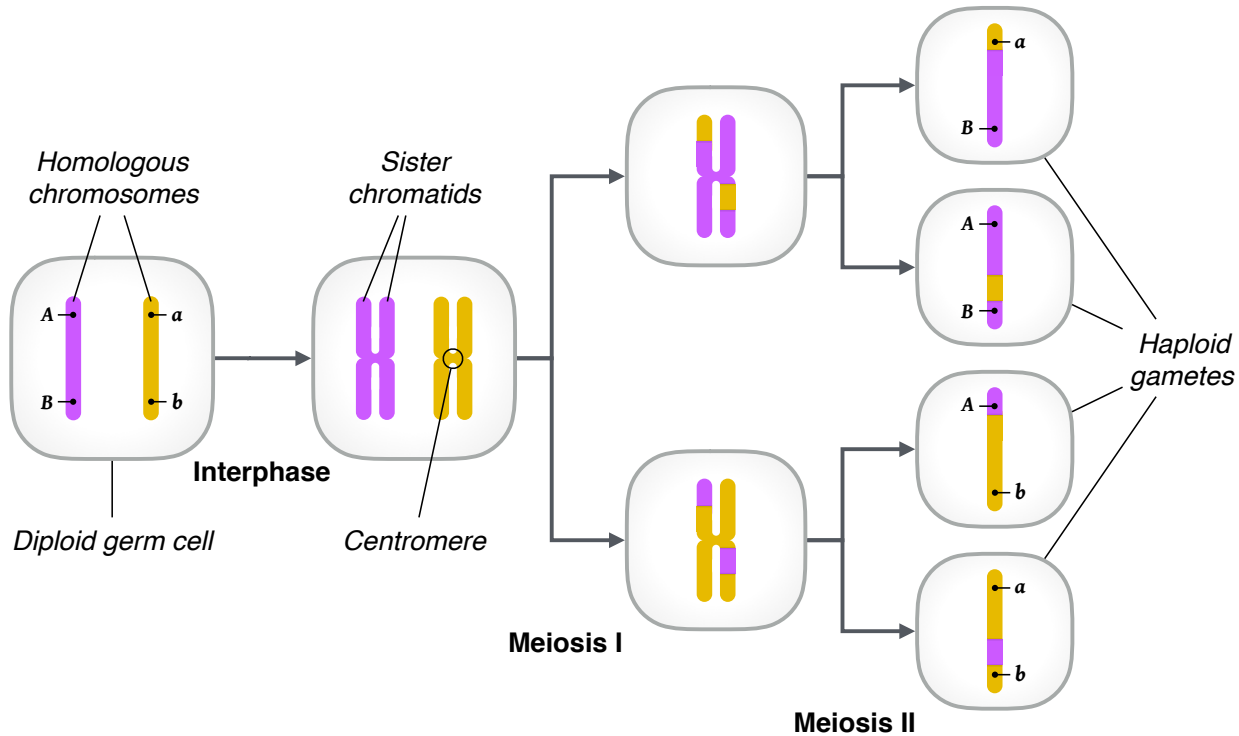 Homologous
chromosomes
Sister
chromatids
A
a
B
b
Interphase
Diploid germ cell
Centromere
Meiosis I
Meiosis II
a
B
A
B
A
b
a
b
Haploid
gametes